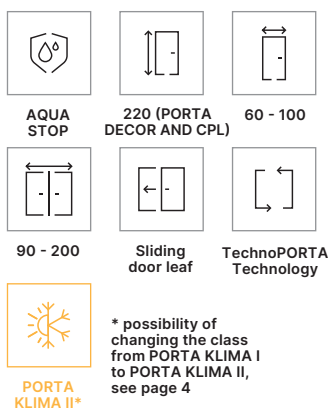 AQUA
STOP
220 (PORTA
DECOR AND CPL)
60 - 100
90 - 200
Sliding
door leaf
TechnoPORTA
Technology
PORTA
KLIMA II*
* possibility of
changing the class
from PORTA KLIMA I
to PORTA KLIMA II,
see page 4